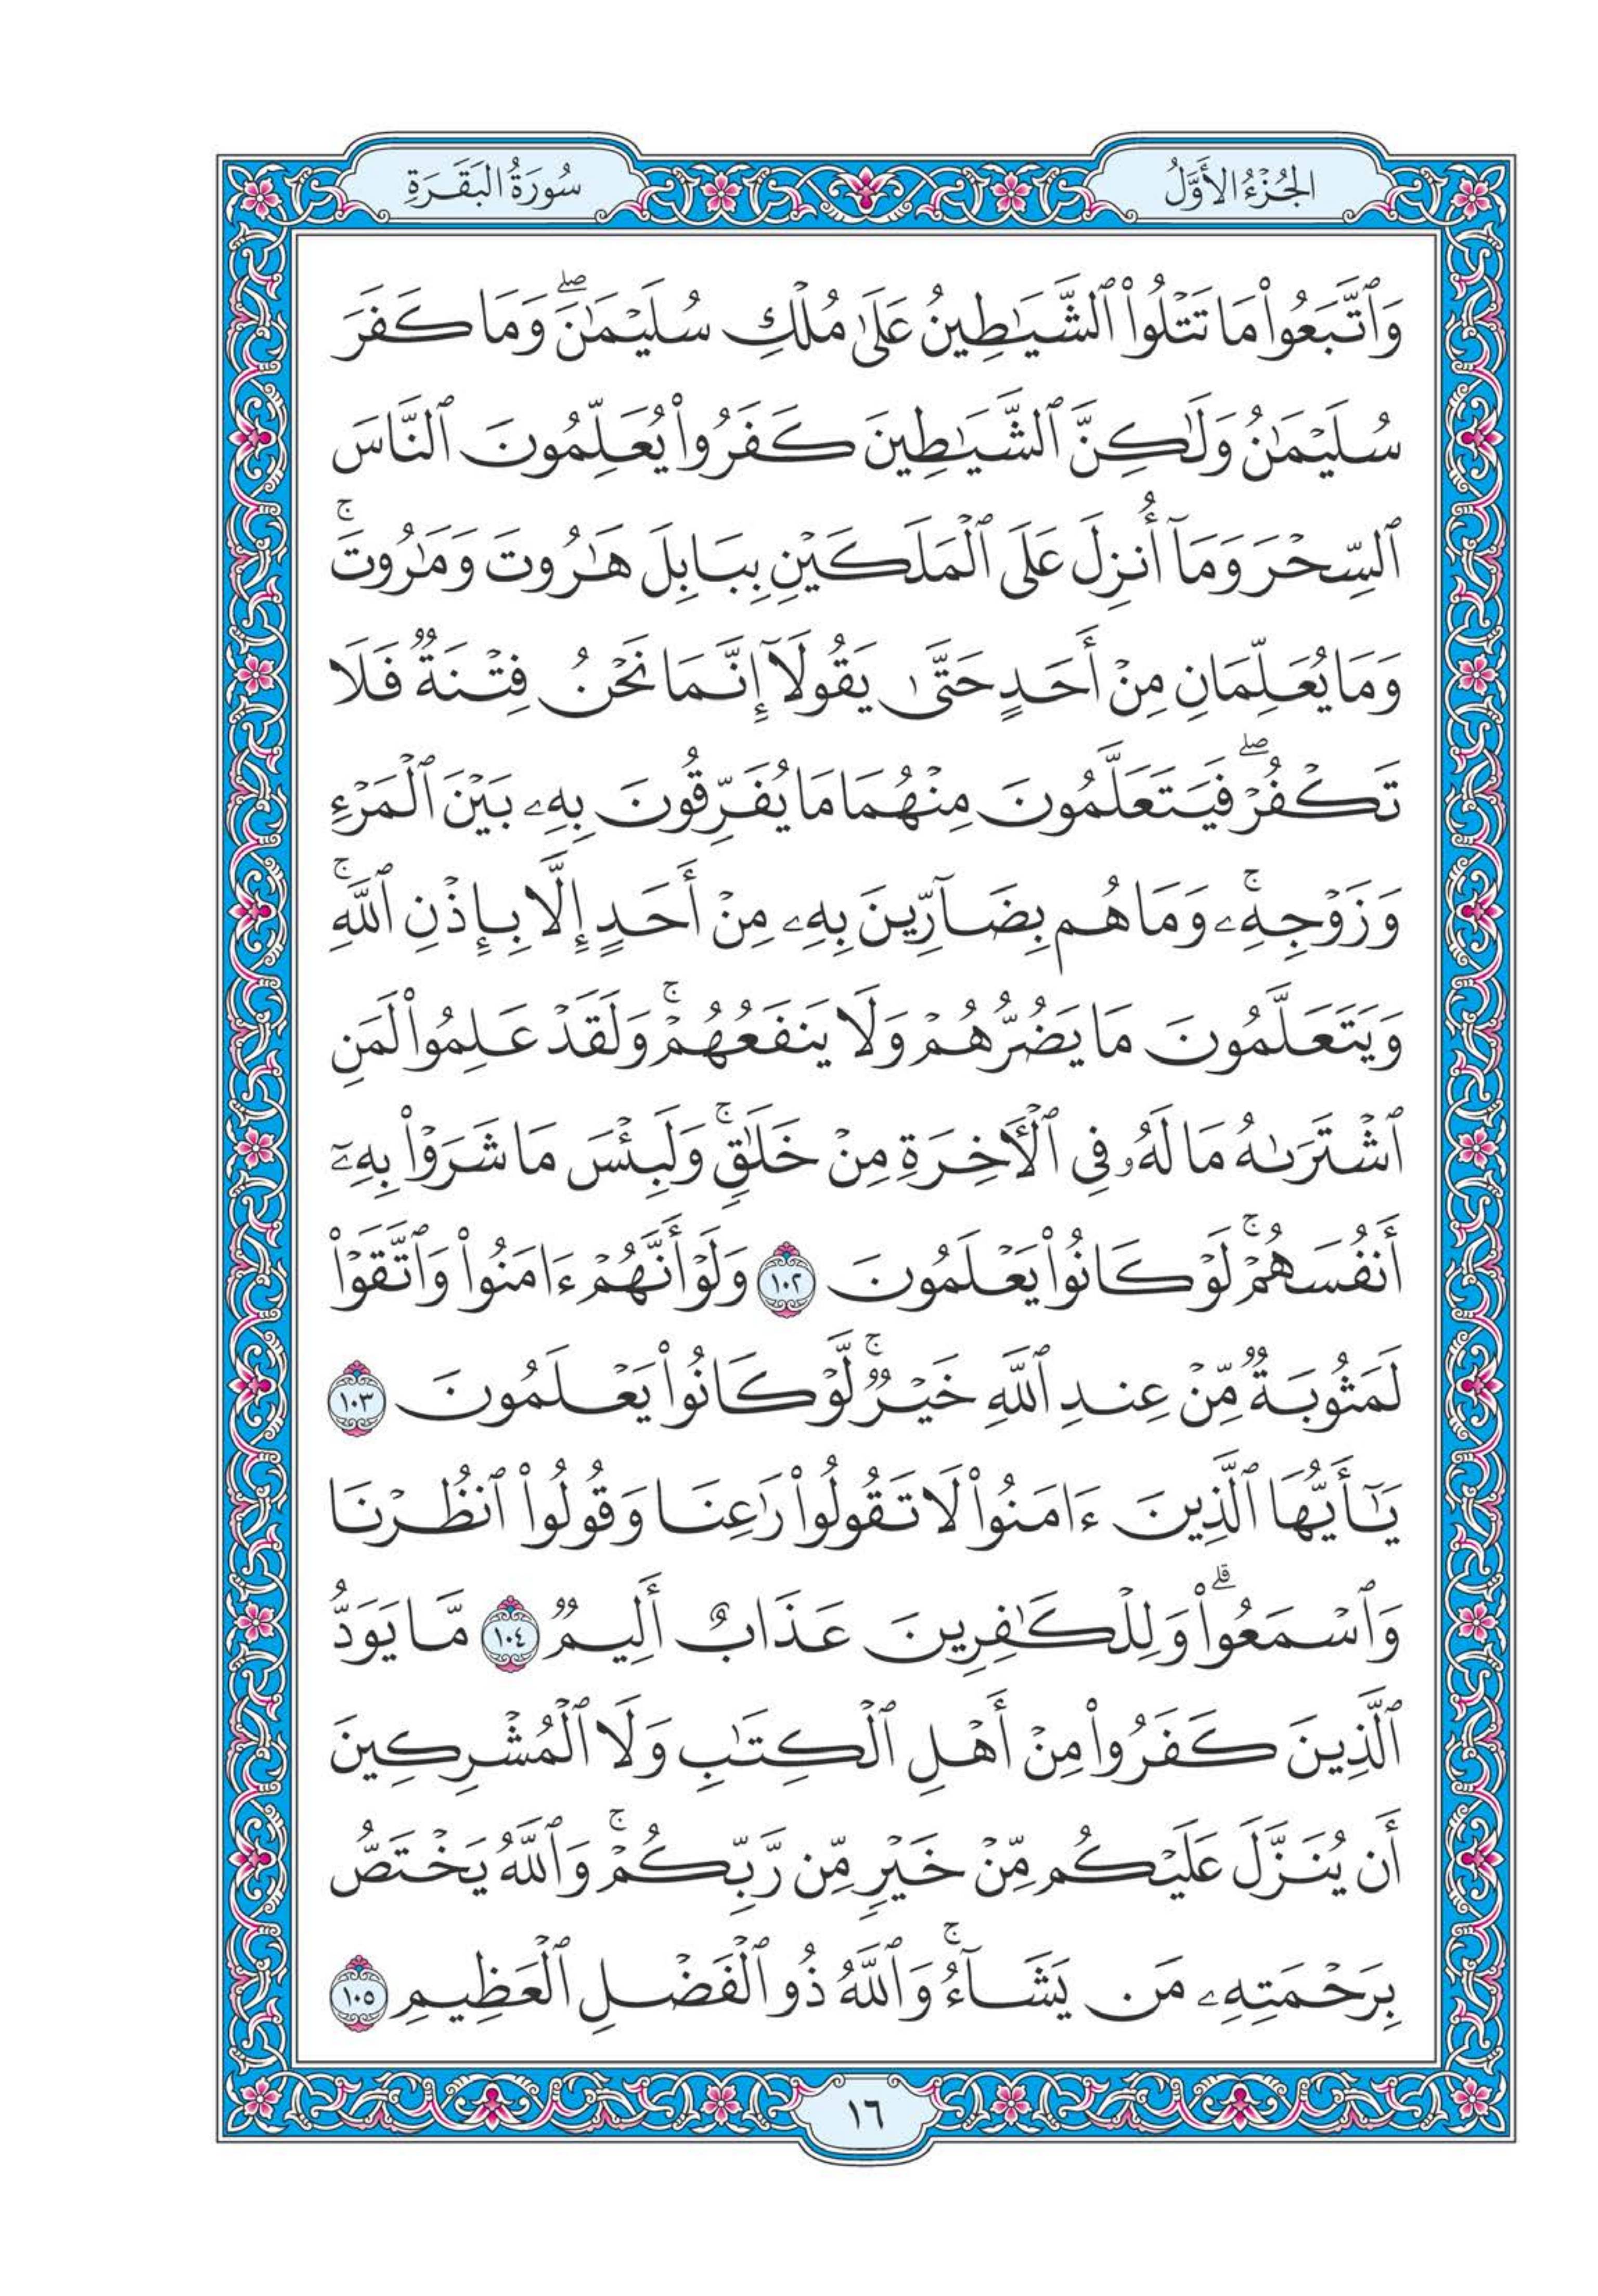 الجُزْءُ الأَوَّلُ
سُورَةُ البَقَرَةِ
وَٱتَّبَعُوا۟ مَا تَتْلُوا۟ ٱلشَّيَـٰطِينُ عَلَىٰ مُلْكِ سُلَيْمَـٰنَۖ وَمَا كَفَرَ
سُلَيْمَـٰنُ وَلَـٰكِنَّ ٱلشَّيَـٰطِينَ كَفَرُوا۟ يُعَلِّمُونَ ٱلنَّاسَ
ٱلسِّحْرَ وَمَآ أُنزِلَ عَلَى ٱلْمَلَكَيْنِ بِبَابِلَ هَـٰرُوتَ وَمَـٰرُوتَۚ
وَمَا يُعَلِّمَانِ مِنْ أَحَدٍ حَتَّىٰ يَقُولَآ إِنَّمَا نَحْنُ فِتْنَةٌ فَلَا
تَكْفُرْۖ فَيَتَعَلَّمُونَ مِنْهُمَا مَا يُفَرِّقُونَ بِهِۦ بَيْنَ ٱلْمَرْءِ
وَزَوْجِهِۦۚ وَمَا هُم بِضَآرِّينَ بِهِۦ مِنْ أَحَدٍ إِلَّا بِإِذْنِ ٱللَّهِۚ
وَيَتَعَلَّمُونَ مَا يَضُرُّهُمْ وَلَا يَنفَعُهُمْۚ وَلَقَدْ عَلِمُوا۟ لَمَنِ
ٱشْتَرَىٰهُ مَا لَهُۥ فِى ٱلْـَٔاخِرَةِ مِنْ خَلَـٰقٍۚ وَلَبِئْسَ مَا شَرَوْا۟ بِهِۦٓ
أَنفُسَهُمْۚ لَوْ كَانُوا۟ يَعْلَمُونَ ١٠٢ وَلَوْ أَنَّهُمْ ءَامَنُوا۟ وَٱتَّقَوْا۟
لَمَثُوبَةٌ مِّنْ عِندِ ٱللَّهِ خَيْرٌۚ لَّوْ كَانُوا۟ يَعْلَمُونَ ١٠٣
يَـٰٓأَيُّهَا ٱلَّذِينَ ءَامَنُوا۟ لَا تَقُولُوا۟ رَٰعِنَا وَقُولُوا۟ ٱنظُرْنَا
وَٱسْمَعُوا۟ۗ وَلِلْكَـٰفِرِينَ عَذَابٌ أَلِيمٌ ١٠٤ مَّا يَوَدُّ
ٱلَّذِينَ كَفَرُوا۟ مِنْ أَهْلِ ٱلْكِتَـٰبِ وَلَا ٱلْمُشْرِكِينَ
أَن يُنَزَّلَ عَلَيْكُم مِّنْ خَيْرٍ مِّن رَّبِّكُمْۚ وَٱللَّهُ يَخْتَصُّ
بِرَحْمَتِهِۦ مَن يَشَآءُۚ وَٱللَّهُ ذُو ٱلْفَضْلِ ٱلْعَظِيمِ ١٠٥
١٦